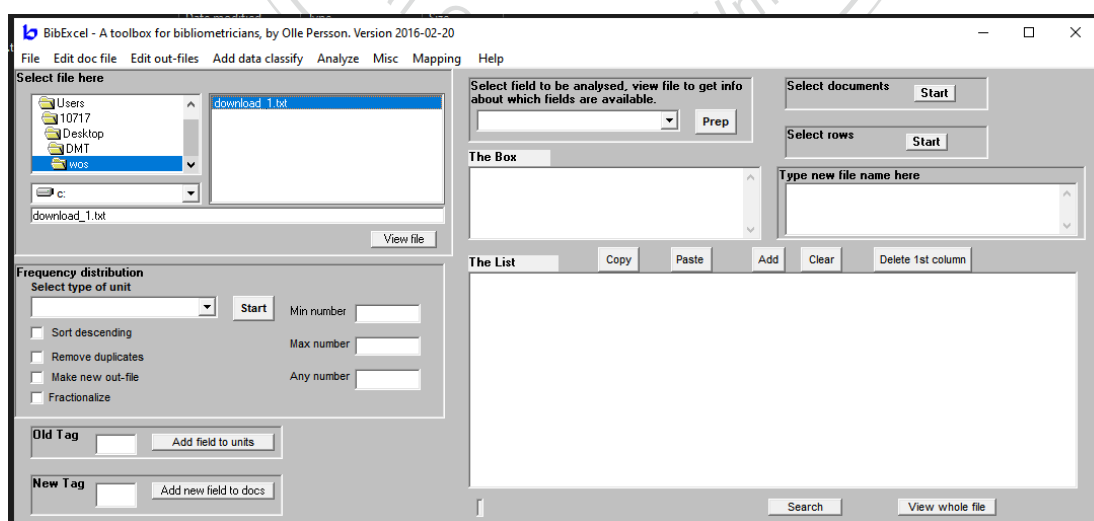 BibExcel - A toolbox for bibliometricians, by Olle Persson. Version 2016-02-20
File Edit doc file Edit out-files Add data classify Analyze Misc Mapping Help
Select file here
Users
10717
Desktop
DMT
wos
download_1.txt
c:
download_1.txt
View file
Select field to be analysed, view file to get info
about which fields are available.
Prep
Select documents
Start
Select rows
Start
The Box
Type new file name here
Frequency distribution
Select type of unit
Start
Sort descending
Remove duplicates
Make new out-file
Fractionalize
Min number
Max number
Any number
The List
Copy Paste Add Clear Delete 1st column
Old Tag
Add field to units
New Tag
Add new field to docs
Search View whole file